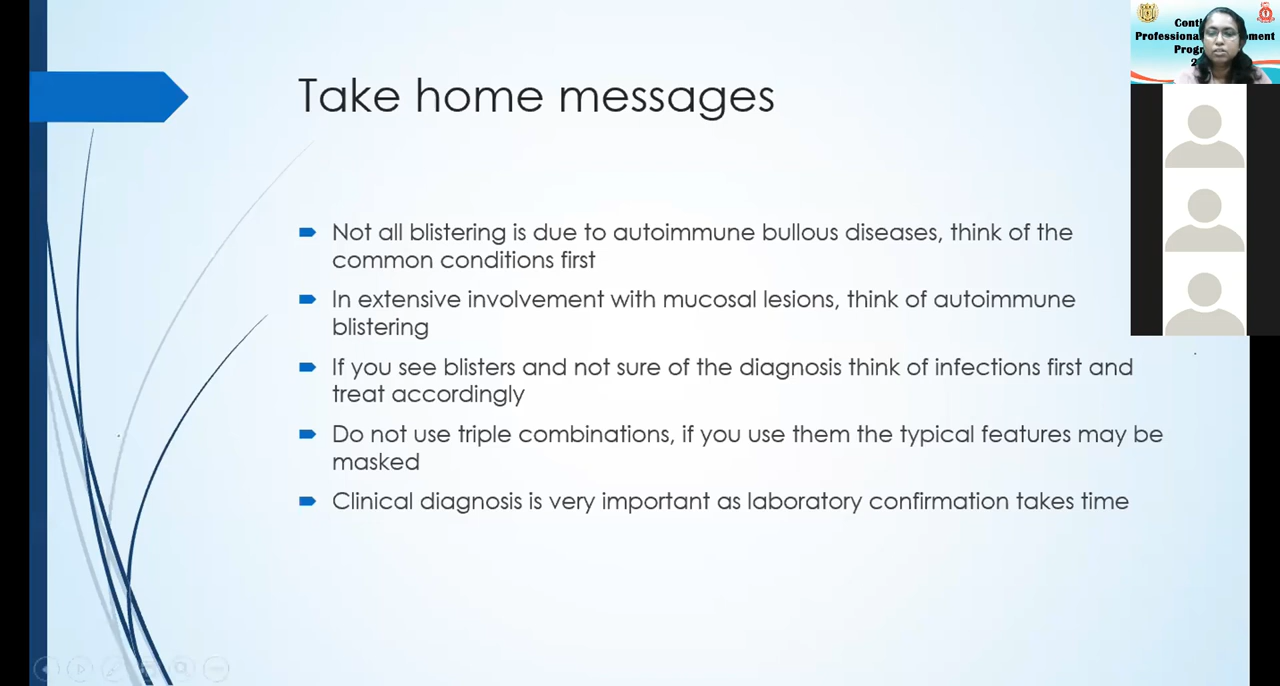 Take home messages
Not all blistering is due to autoimmune bullous diseases, think of the
common conditions first
In extensive involvement with mucosal lesions, think of autoimmune
blistering
If you see blisters and not sure of the diagnosis think of infections first and
treat accordingly
Do not use triple combinations, if you use them the typical features may be
masked
Clinical diagnosis is very important as laboratory confirmation takes time
Professional